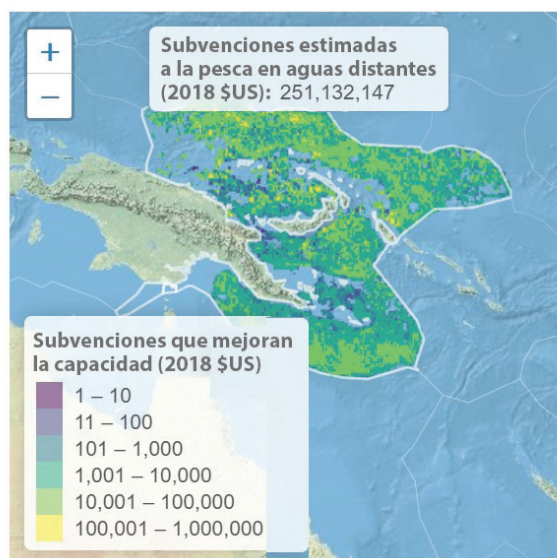 +
−
Subvenciones estimadas
a la pesca en aguas distantes
(2018 $US): 251,132,147
Subvenciones que mejoran
la capacidad (2018 $US)
1 – 10
11 – 100
101 – 1,000
1,001 – 10,000
10,001 – 100,000
100,001 – 1,000,000